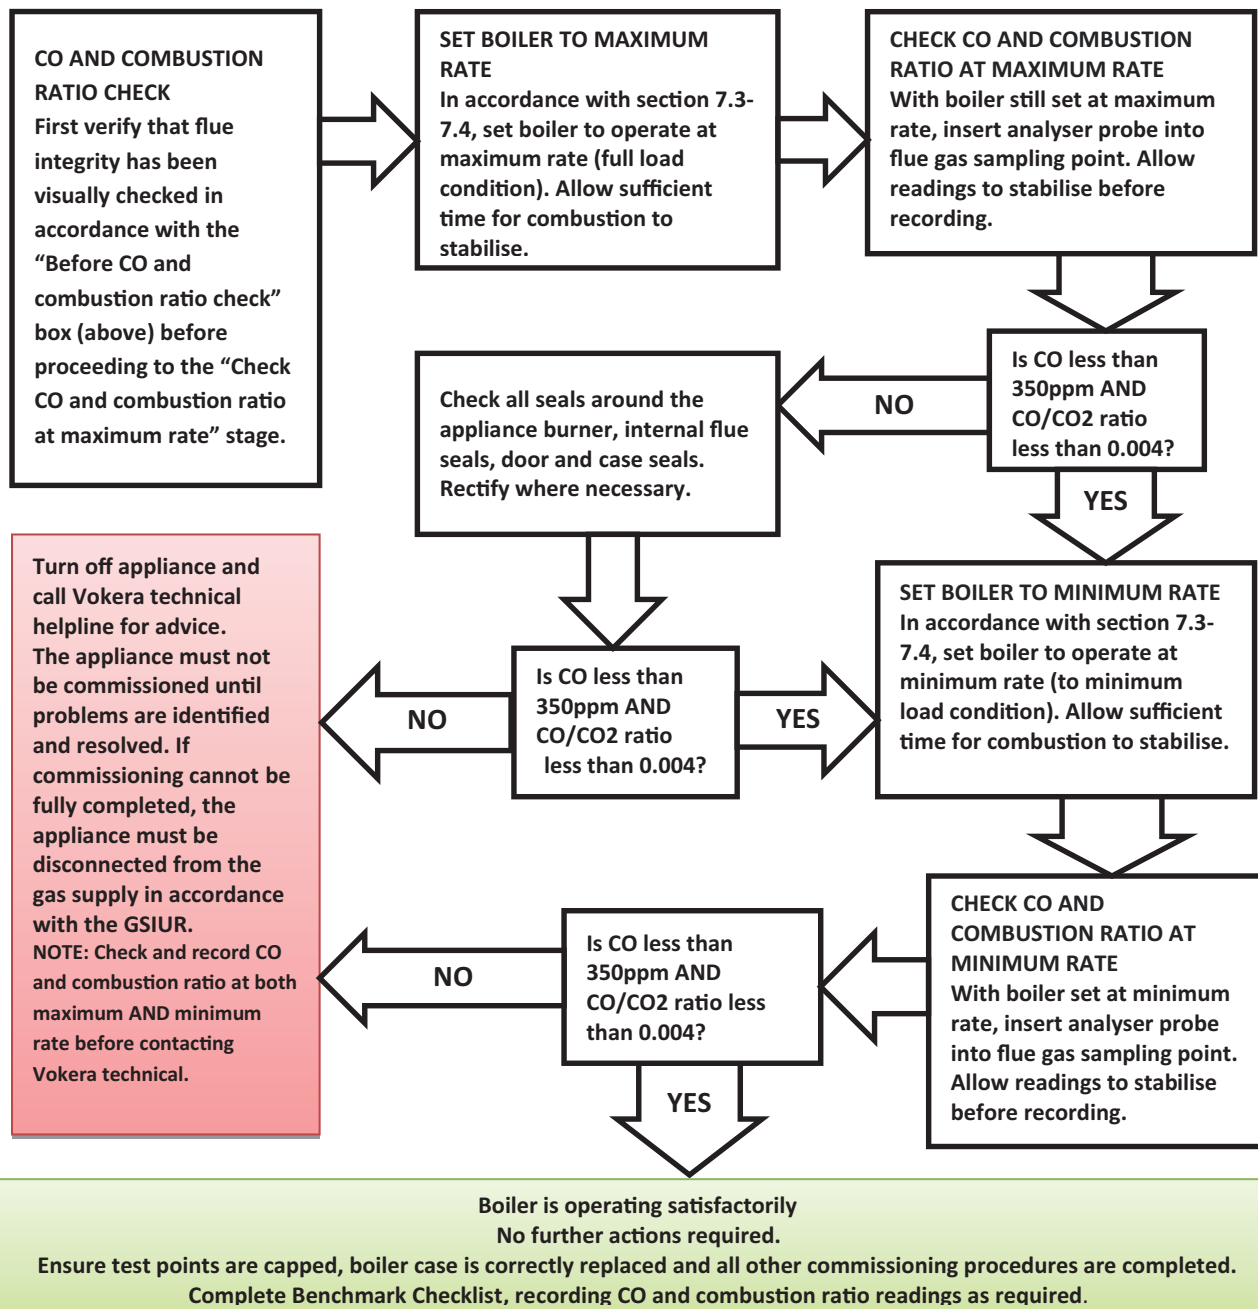 CO AND COMBUSTION
RATIO CHECK
First verify that flue
integrity has been
visually checked in
accordance with the
“Before CO and
combustion ratio check”
box (above) before
proceeding to the “Check
CO and combustion ratio
at maximum rate” stage.
SET BOILER TO MAXIMUM
RATE
In accordance with section 7.3-
7.4, set boiler to operate at
maximum rate (full load
condition). Allow sufficient
time for combustion to
stabilise.
CHECK CO AND COMBUSTION
RATIO AT MAXIMUM RATE
With boiler still set at maximum
rate, insert analyser probe into
flue gas sampling point. Allow
readings to stabilise before
recording.
Is CO less than
350ppm AND
CO/CO2 ratio
less than 0.004?
NO
YES
Check all seals around the
appliance burner, internal flue
seals, door and case seals.
Rectify where necessary.
Is CO less than
350ppm AND
CO/CO2 ratio
less than 0.004?
NO
YES
Turn off appliance and
call Vokera technical
helpline for advice.
The appliance must not
be commissioned until
problems are identified
and resolved. If
commissioning cannot be
fully completed, the
appliance must be
disconnected from the
gas supply in accordance
with the GSIUR.
NOTE: Check and record CO
and combustion ratio at both
maximum AND minimum
rate before contacting
Vokera technical.
SET BOILER TO MINIMUM RATE
In accordance with section 7.3-
7.4, set boiler to operate at
minimum rate (to minimum
load condition). Allow sufficient
time for combustion to stabilise.
CHECK CO AND
COMBUSTION RATIO AT
MINIMUM RATE
With boiler set at minimum
rate, insert analyser probe
into flue gas sampling point.
Allow readings to stabilise
before recording.
Is CO less than
350ppm AND
CO/CO2 ratio less
than 0.004?
NO
YES
Boiler is operating satisfactorily
No further actions required.
Ensure test points are capped, boiler case is correctly replaced and all other commissioning procedures are completed.
Complete Benchmark Checklist, recording CO and combustion ratio readings as required.